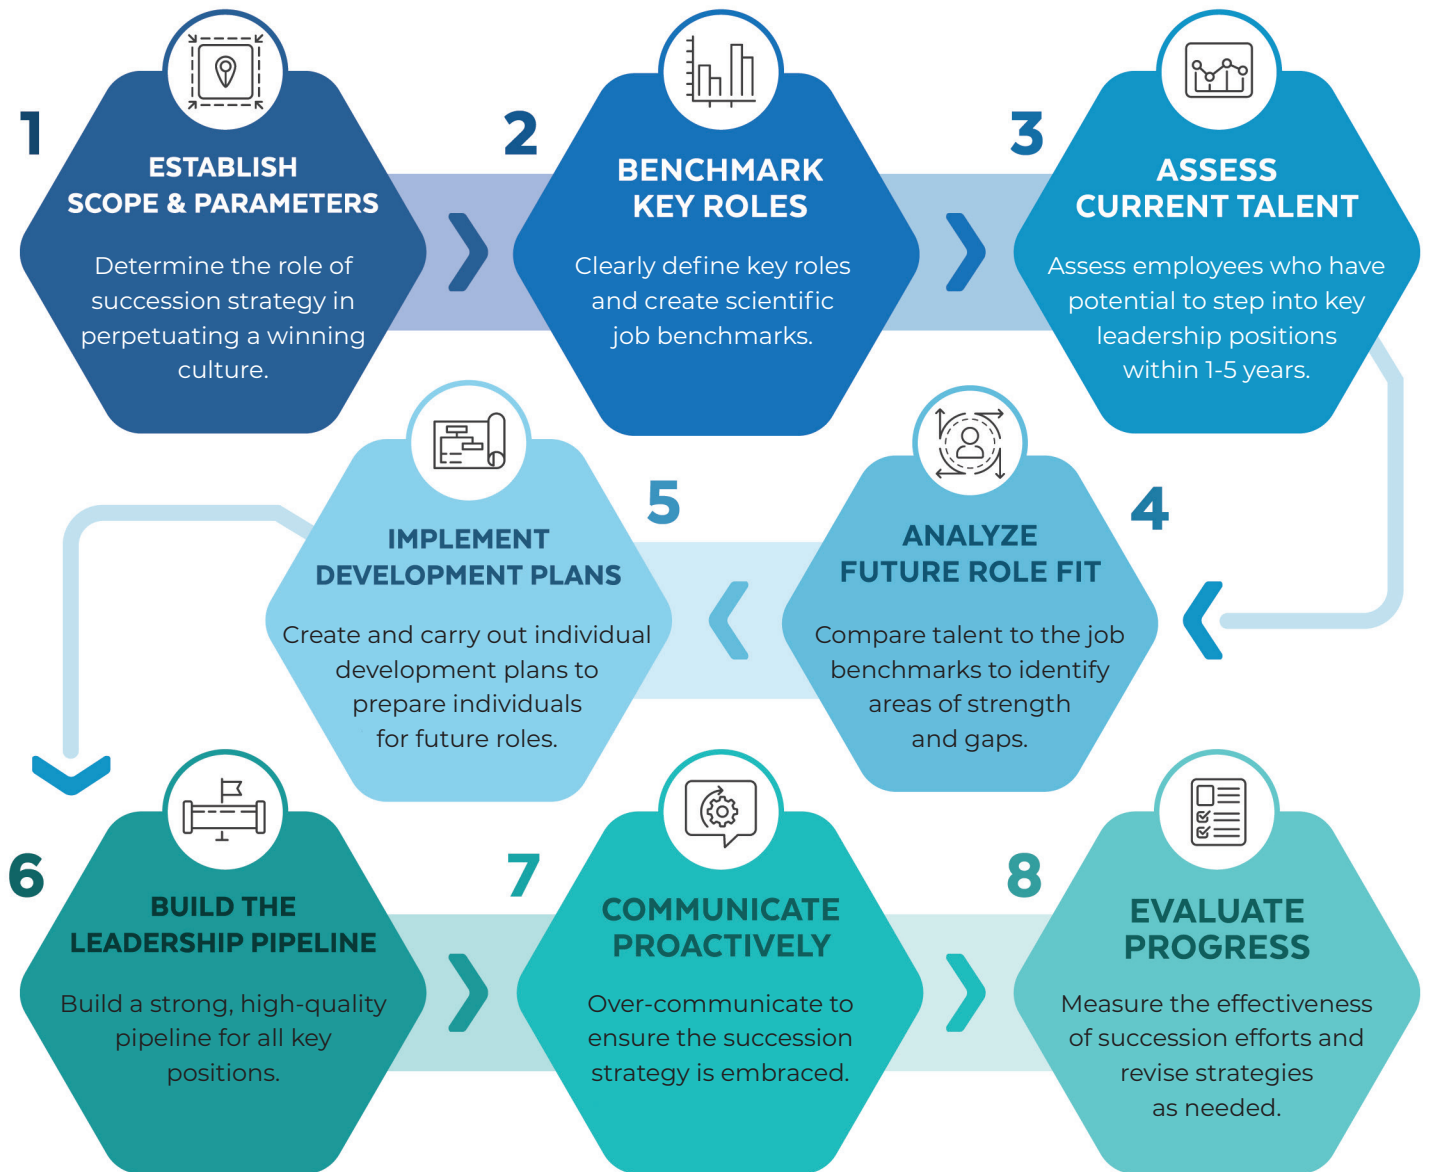 1
ESTABLISH
SCOPE & PARAMETERS
Determine the role of
succession strategy in
perpetuating a winning
culture.
2
BENCHMARK
KEY ROLES
Clearly define key roles
and create scientific
job benchmarks.
3
ASSESS
CURRENT TALENT
Assess employees who have
potential to step into key
leadership positions
within 1-5 years.
4
ANALYZE
FUTURE ROLE FIT
Compare talent to the job
benchmarks to identify
areas of strength
and gaps.
5
IMPLEMENT
DEVELOPMENT PLANS
Create and carry out individual
development plans to
prepare individuals
for future roles.
6
BUILD THE
LEADERSHIP PIPELINE
Build a strong, high-quality
pipeline for all key
positions.
7
COMMUNICATE
PROACTIVELY
Over-communicate to
ensure the succession
strategy is embraced.
8
EVALUATE
PROGRESS
Measure the effectiveness
of succession efforts and
revise strategies
as needed.